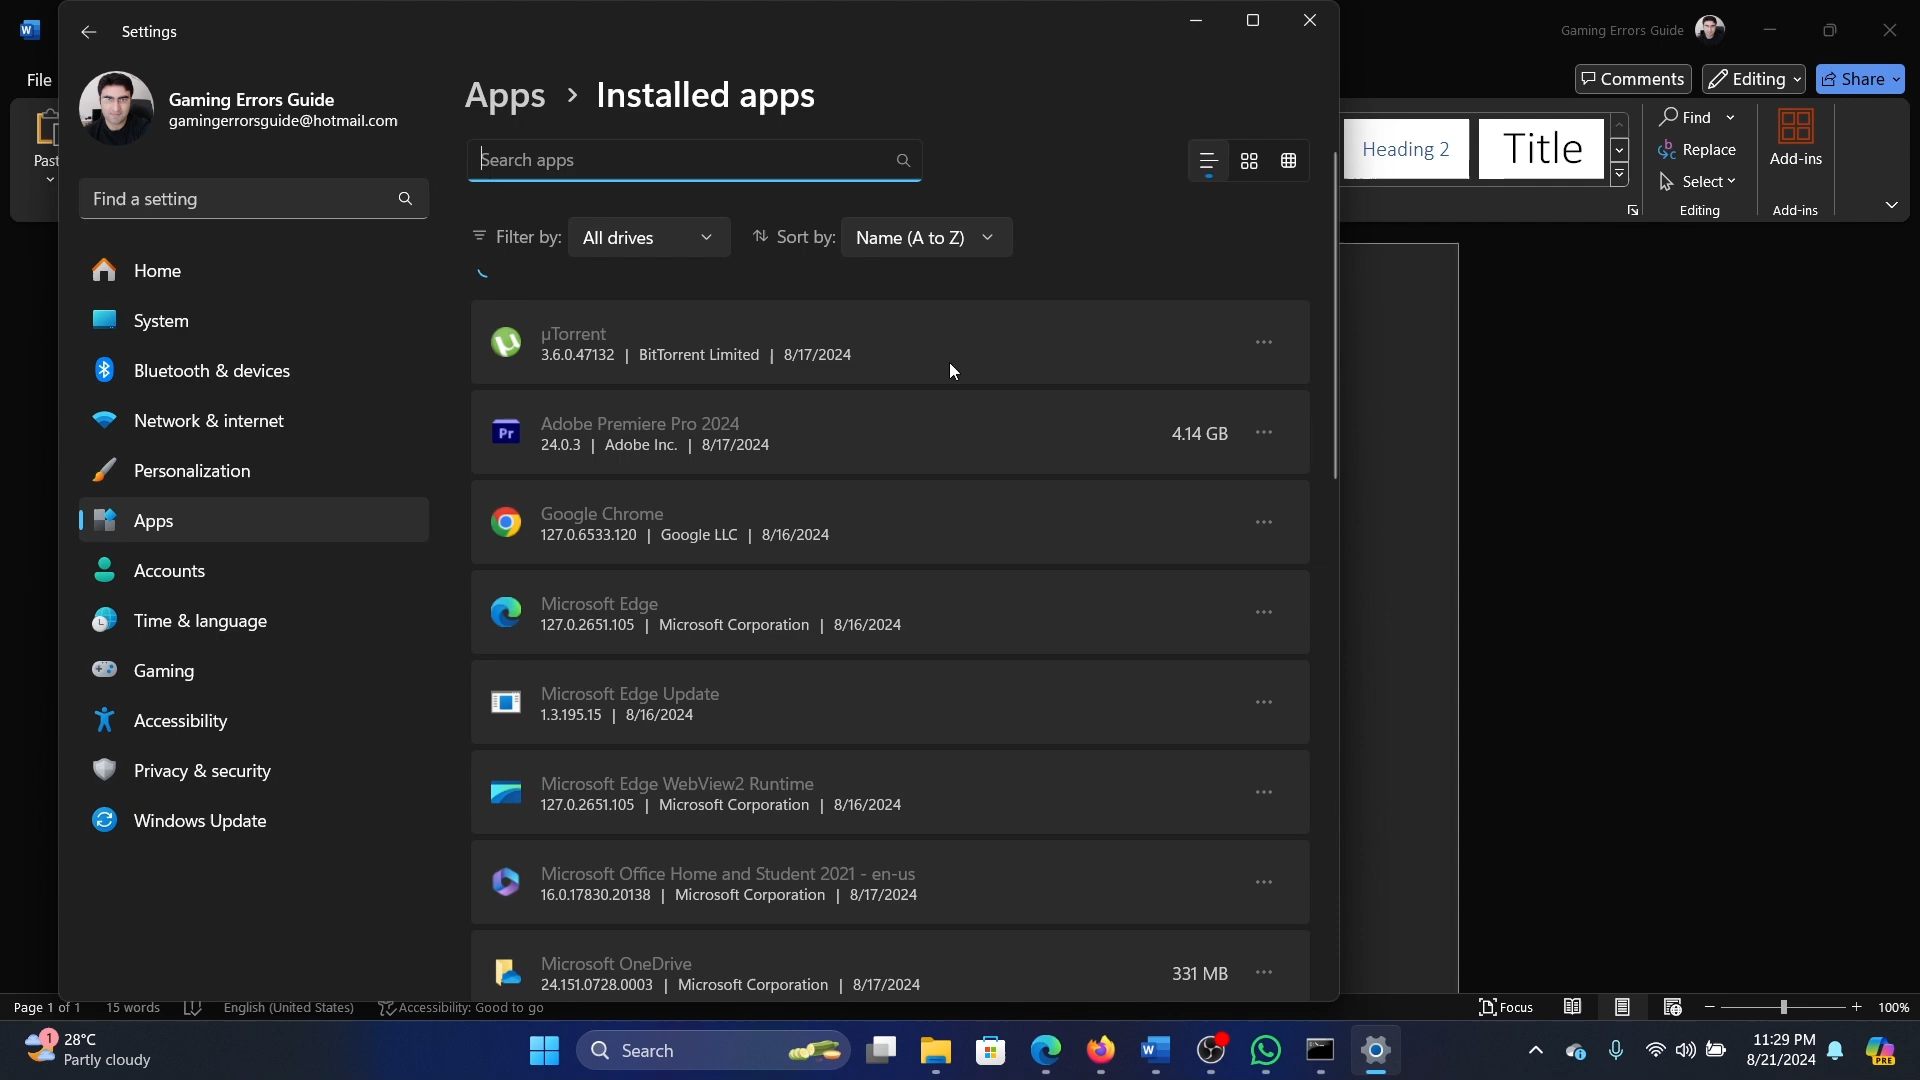 Settings
Gaming Errors Guide
gamingerrorsguide@hotmail.com
Find a setting
Home
System
Bluetooth & devices
Network & internet
Personalization
Apps
Accounts
Time & language
Gaming
Accessibility
Privacy & security
Windows Update
Apps > Installed apps
Search apps
Filter by: All drives
Sort by: Name (A to Z)
µTorrent
3.6.0.47132 | BitTorrent Limited | 8/17/2024
Adobe Premiere Pro 2024
24.0.3 | Adobe Inc. | 8/17/2024
4.14 GB
Google Chrome
127.0.6533.120 | Google LLC | 8/16/2024
Microsoft Edge
127.0.2651.105 | Microsoft Corporation | 8/16/2024
Microsoft Edge Update
1.3.195.15 | 8/16/2024
Microsoft Edge WebView2 Runtime
127.0.2651.105 | Microsoft Corporation | 8/16/2024
Microsoft Office Home and Student 2021 - en-us
16.0.17830.20138 | Microsoft Corporation | 8/17/2024
Microsoft OneDrive
24.151.0728.0003 | Microsoft Corporation | 8/17/2024
331 MB
W
File
Past
Gaming Errors Guide
Comments
Editing
Share
Heading 2
Title
Find
Replace
Select
Editing
Add-ins
Add-ins
Page 1 of 1
15 words
English (United States)
Accessibility: Good to go
Focus
100%
1
28°C
Partly cloudy
Search
W
11:29 PM
8/21/2024
PRE
Pr